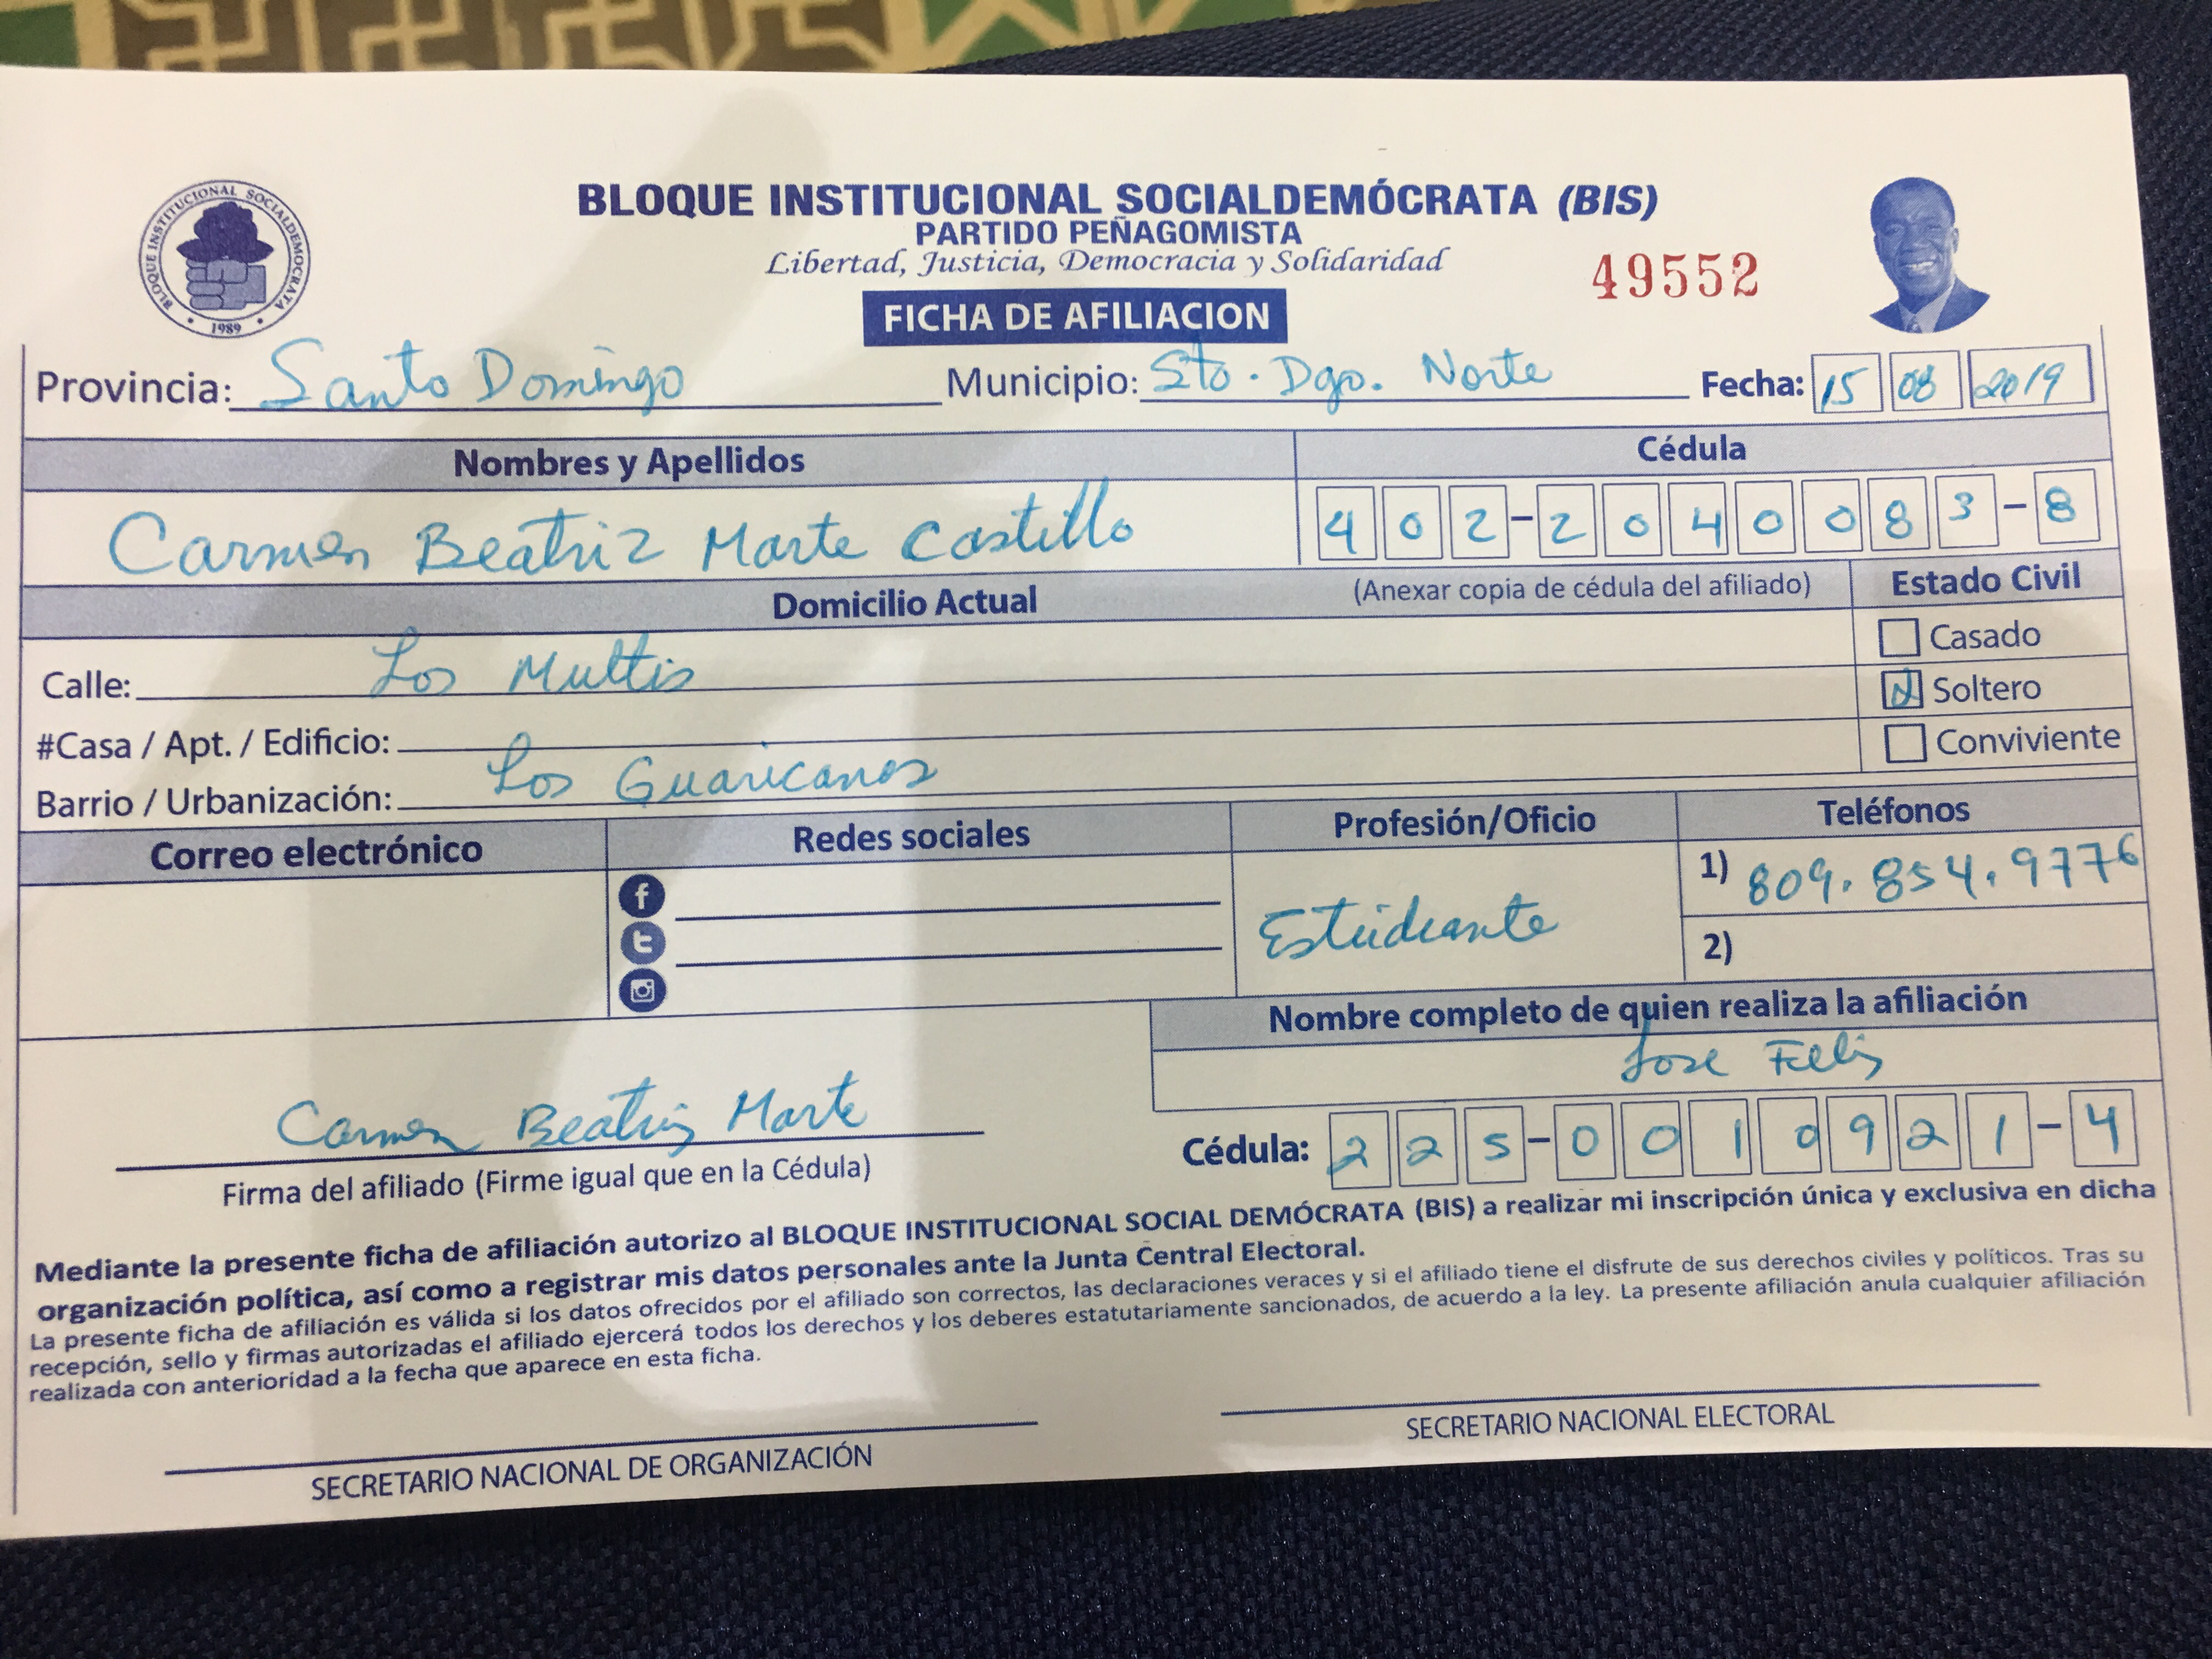 BLOQUE INSTITUCIONAL SOCIALDEMOCRATA
1989
BLOQUE INSTITUCIONAL SOCIALDEMÓCRATA (BIS)
PARTIDO PEÑAGOMISTA
Libertad, Justicia, Democracia y Solidaridad
49552
FICHA DE AFILIACION
Provincia: Santo Domingo Municipio: Sto. Dgo. Norte Fecha: 15 08 2019
Nombres y Apellidos Cédula
Carmen Beatriz Marte Castillo 402-2040083-8
Domicilio Actual (Anexar copia de cédula del afiliado) Estado Civil
Calle: Los Multis
Casado
Soltero
#Casa / Apt. / Edificio:
Conviviente
Barrio / Urbanización: Los Guaricanos
Correo electrónico Redes sociales Profesión/Oficio Teléfonos
1) 809.854.9776
Estudiante
2)
Nombre completo de quien realiza la afiliación
Jose Felis
Carmen Beatriz Marte
Cédula: 225-0010921-4
Firma del afiliado (Firme igual que en la Cédula)
Mediante la presente ficha de afiliación autorizo al BLOQUE INSTITUCIONAL SOCIAL DEMÓCRATA (BIS) a realizar mi inscripción única y exclusiva en dicha
organización política, así como a registrar mis datos personales ante la Junta Central Electoral.
La presente ficha de afiliación es válida si los datos ofrecidos por el afiliado son correctos, las declaraciones veraces y si el afiliado tiene el disfrute de sus derechos civiles y políticos. Tras su
recepción, sello y firmas autorizadas el afiliado ejercerá todos los derechos y los deberes estatutariamente sancionados, de acuerdo a la ley. La presente afiliación anula cualquier afiliación
realizada con anterioridad a la fecha que aparece en esta ficha.
SECRETARIO NACIONAL DE ORGANIZACIÓN
SECRETARIO NACIONAL ELECTORAL